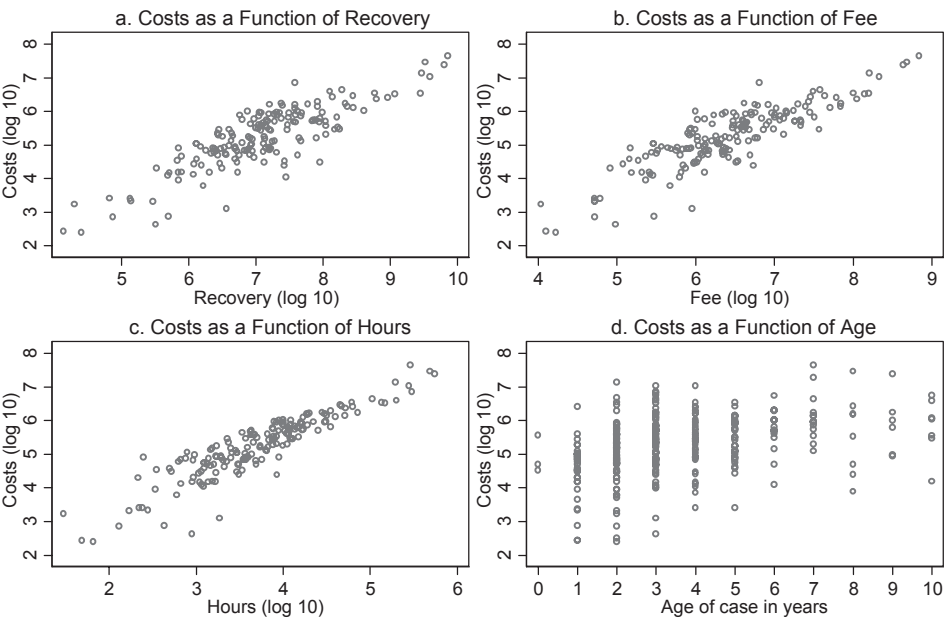 a. Costs as a Function of Recovery
Costs (log 10)
8
7
6
5
4
3
2
5 6 7 8 9 10
Recovery (log 10)
b. Costs as a Function of Fee
Costs (log 10)
8
7
6
5
4
3
2
4 5 6 7 8 9
Fee (log 10)
c. Costs as a Function of Hours
Costs (log 10)
8
7
6
5
4
3
2
2 3 4 5 6
Hours (log 10)
d. Costs as a Function of Age
Costs (log 10)
8
7
6
5
4
3
2
0 1 2 3 4 5 6 7 8 9 10
Age of case in years